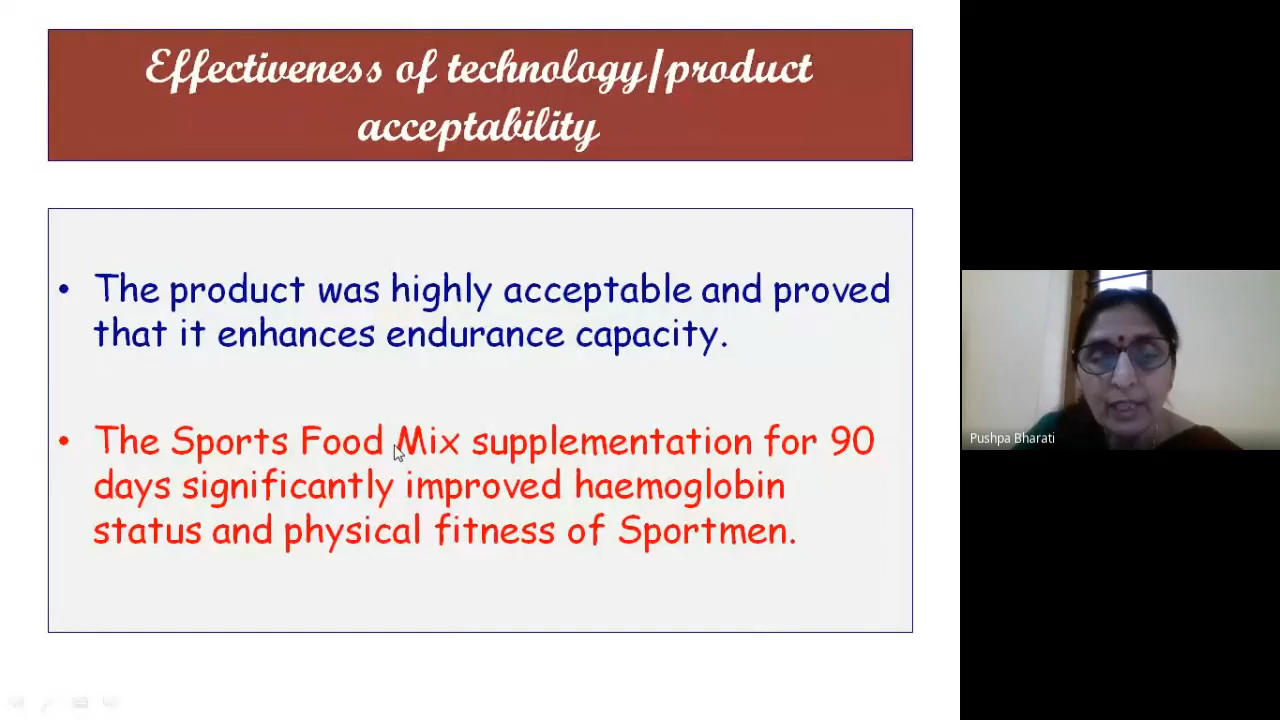 Effectiveness of technology/product
acceptability
• The product was highly acceptable and proved
that it enhances endurance capacity.
• The Sports Food Mix supplementation for 90
days significantly improved haemoglobin
status and physical fitness of Sportmen.
Pushpa Bharati